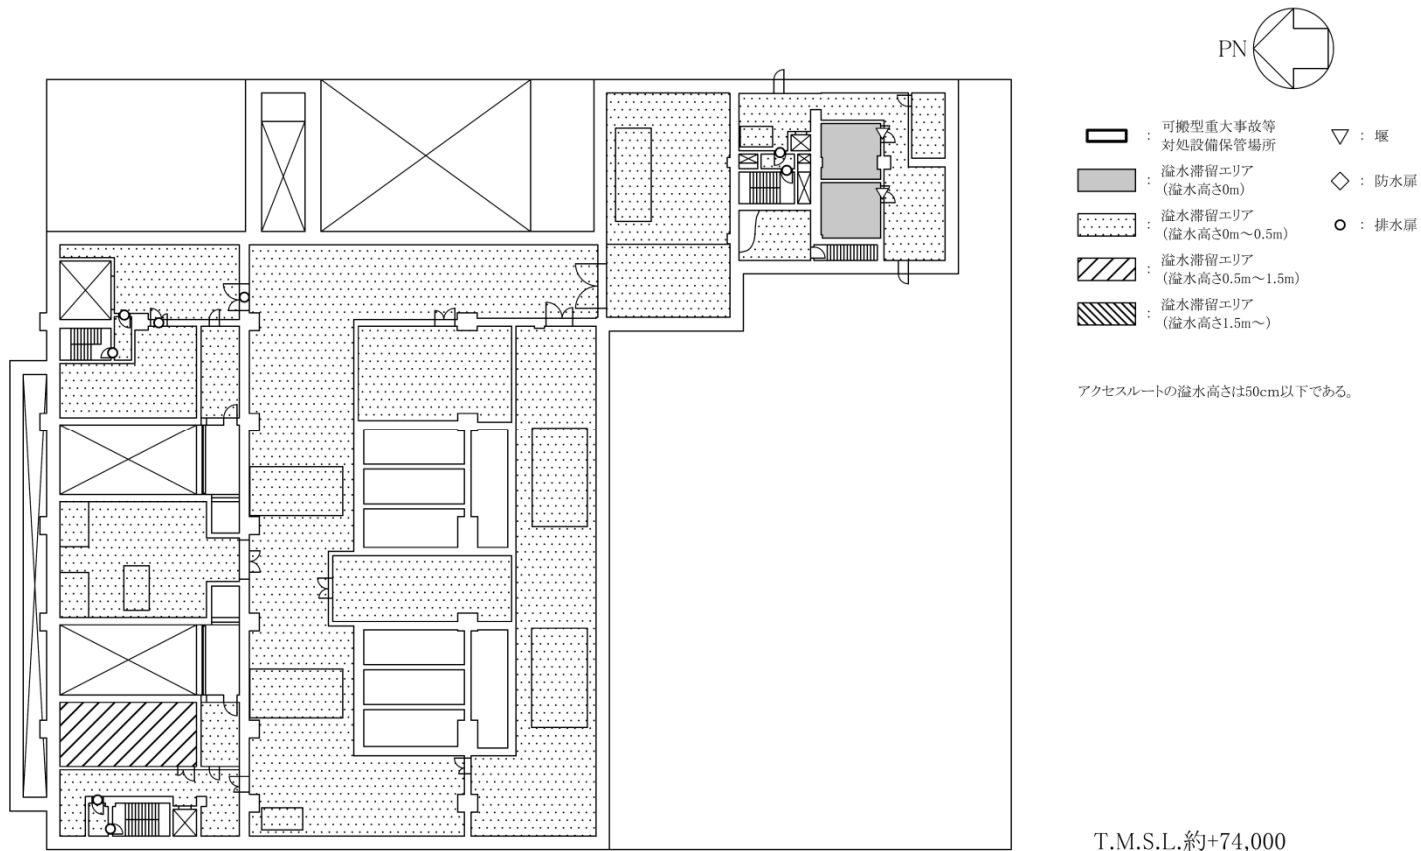 PN
: 可搬型重大事故等
対処設備保管場所
: 堰
: 溢水滞留エリア
(溢水高さ0m)
: 防水扉
: 溢水滞留エリア
(溢水高さ0m～0.5m)
: 排水扉
: 溢水滞留エリア
(溢水高さ0.5m～1.5m)
: 溢水滞留エリア
(溢水高さ1.5m～)
アクセスルートの溢水高さは50cm以下である。
T.M.S.L.約+74,000